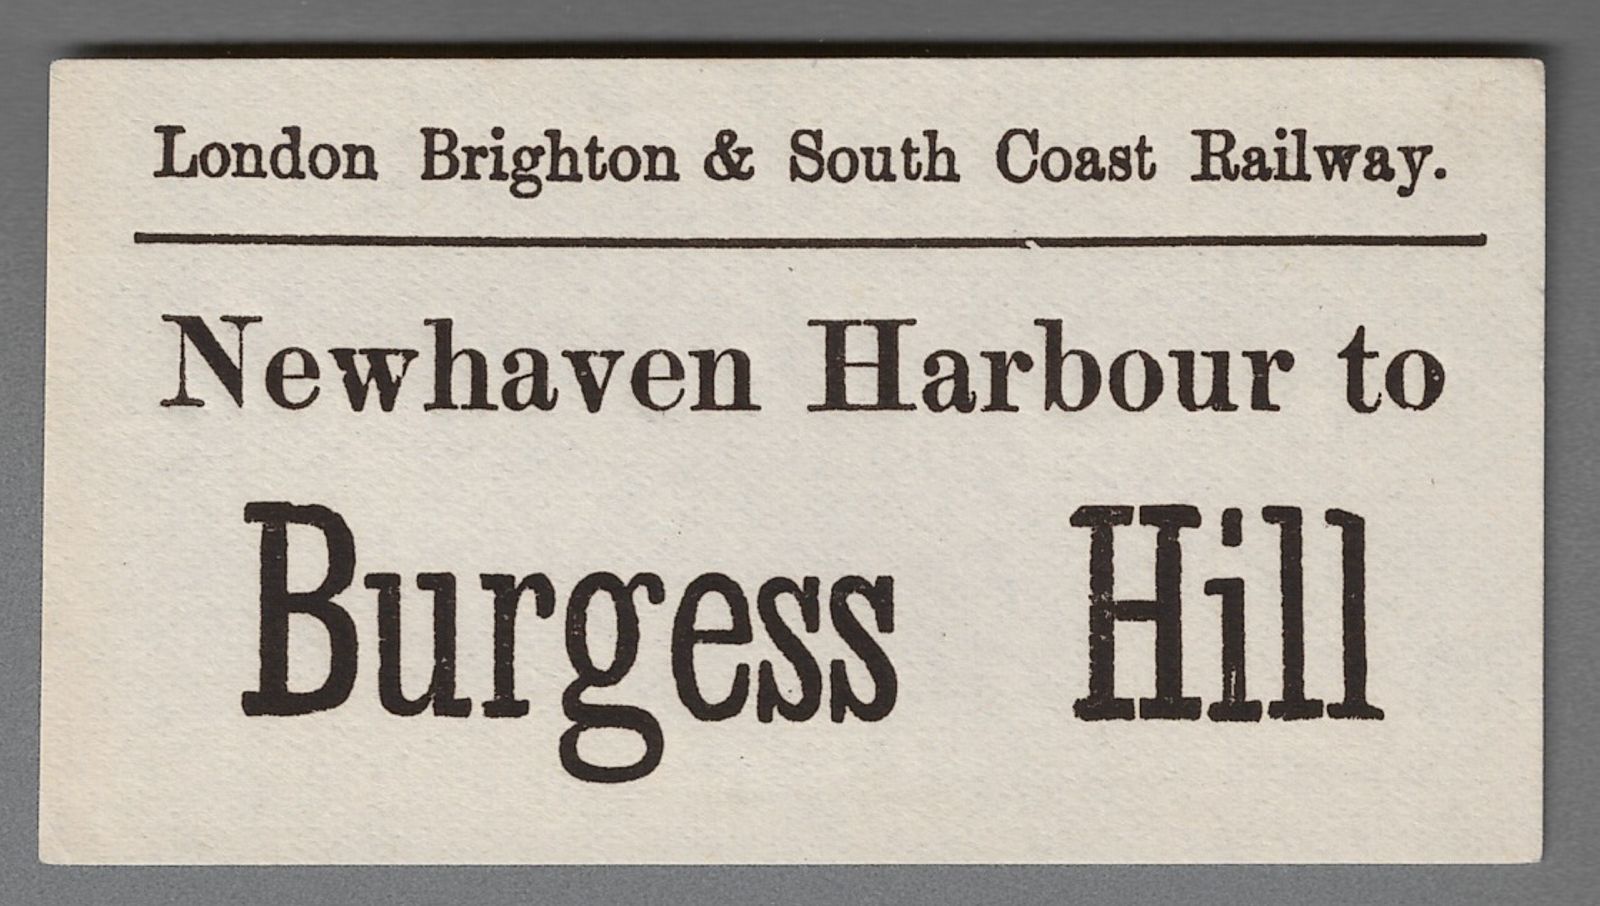 London Brighton & South Coast Railway.
Newhaven Harbour to
Burgess Hill